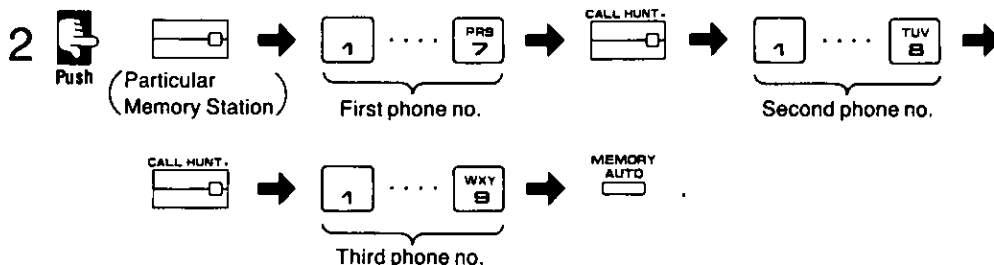 2 Push (Particular Memory Station) 1 .... PRS 7 CALL HUNT. 1 .... TUV 8
First phone no. Second phone no.
CALL HUNT. 1 .... WXY 9 MEMORY AUTO .
Third phone no.